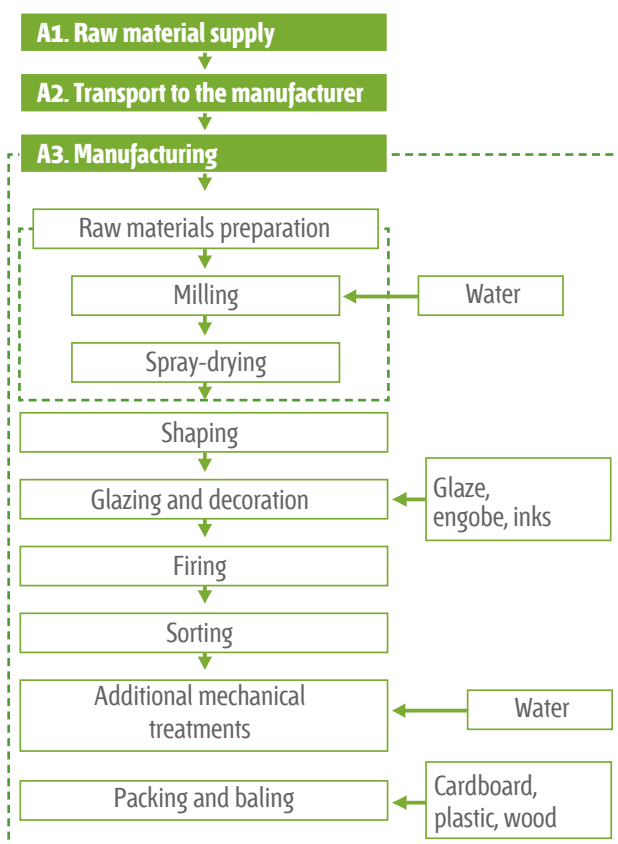 A1. Raw material supply
A2. Transport to the manufacturer
A3. Manufacturing
Raw materials preparation
Milling
Water
Spray-drying
Shaping
Glazing and decoration
Glaze,
engobe, inks
Firing
Sorting
Additional mechanical
treatments
Water
Packing and baling
Cardboard,
plastic, wood